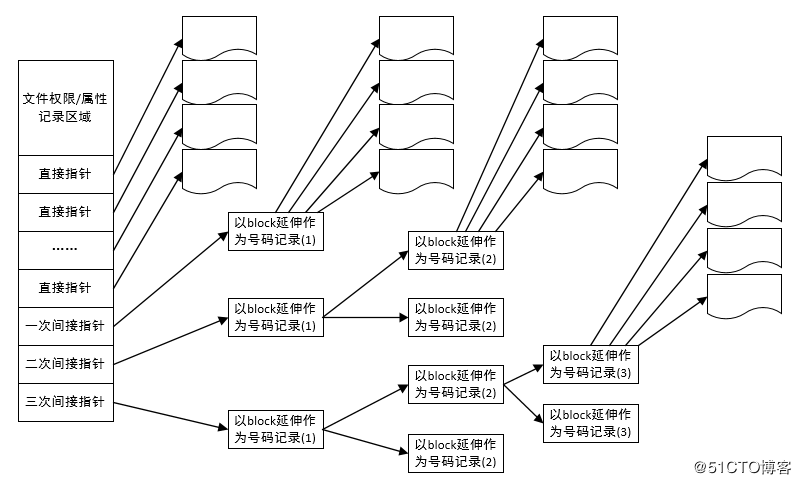 文件权限/属性
记录区域
直接指针
直接指针
……
直接指针
一次间接指针
二次间接指针
三次间接指针
以block延伸作
为号码记录(1)
以block延伸作
为号码记录(1)
以block延伸作
为号码记录(1)
以block延伸作
为号码记录(2)
以block延伸作
为号码记录(2)
以block延伸作
为号码记录(2)
以block延伸作
为号码记录(2)
以block延伸作
为号码记录(3)
以block延伸作
为号码记录(3)
@51CTO博客